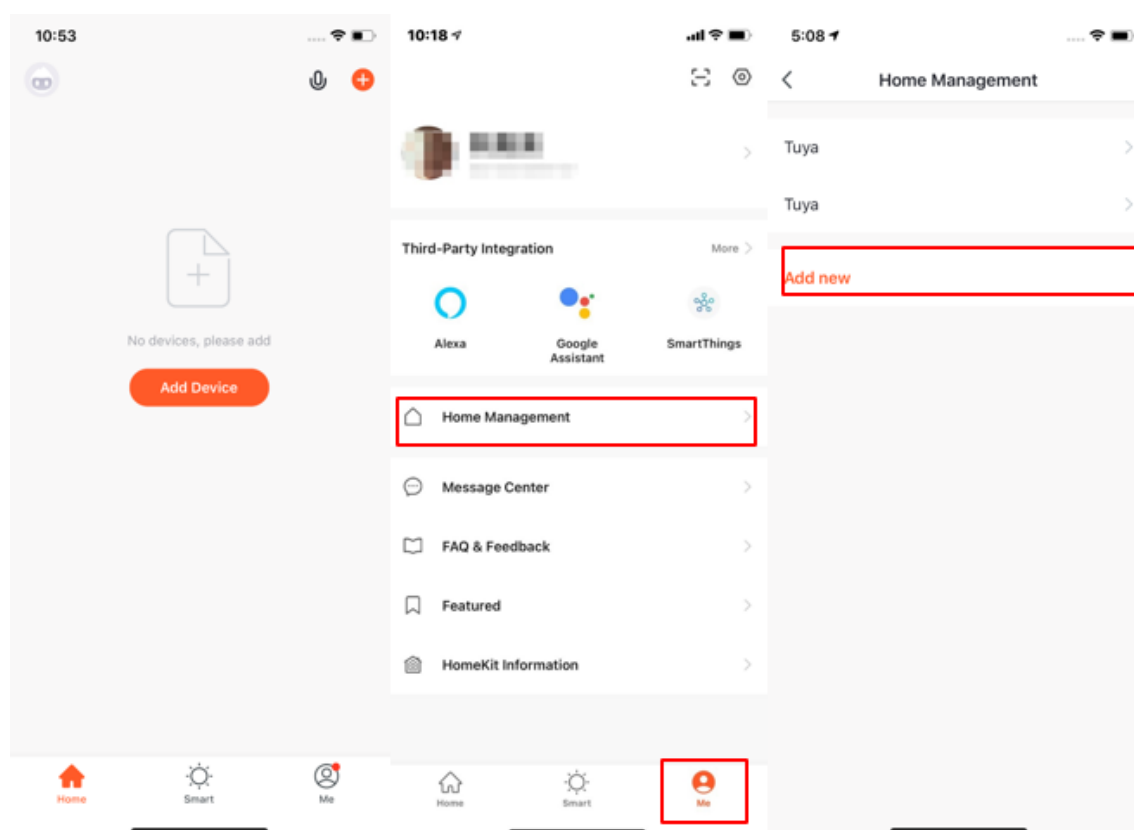 10:53
No devices, please add
Add Device
Home
Smart
Me
10:18
Third-Party Integration
More
Alexa
Google
Assistant
SmartThings
Home Management
Message Center
FAQ & Feedback
Featured
HomeKit Information
Home
Smart
Me
5:08
Home Management
Tuya
Tuya
Add new